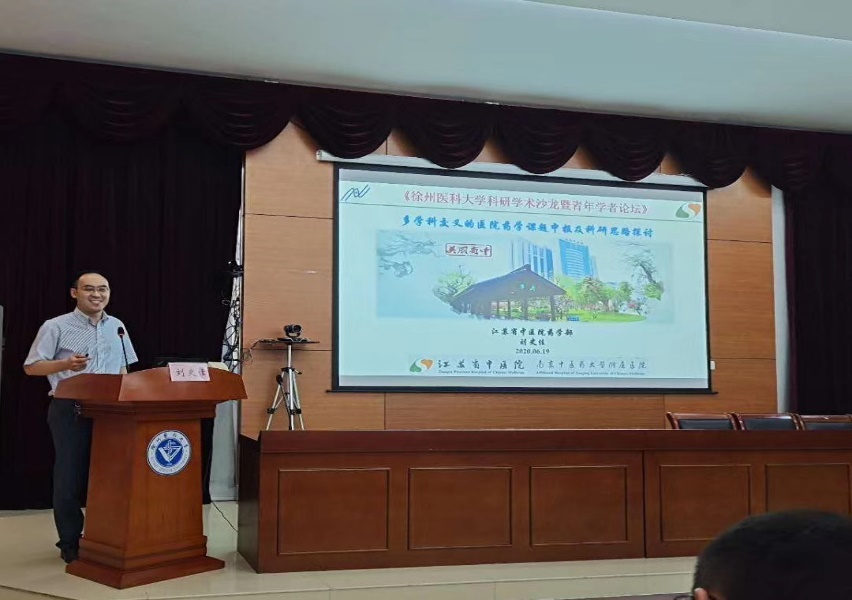 《徐州医科大学科研学术沙龙暨青年学者论坛》
多学科交叉的医院药学课题申报及科研思路探讨
江苏省中医院药学部
刘史佳
2020.06.19
江苏省中医院 南京中医药大学附属医院
刘史佳